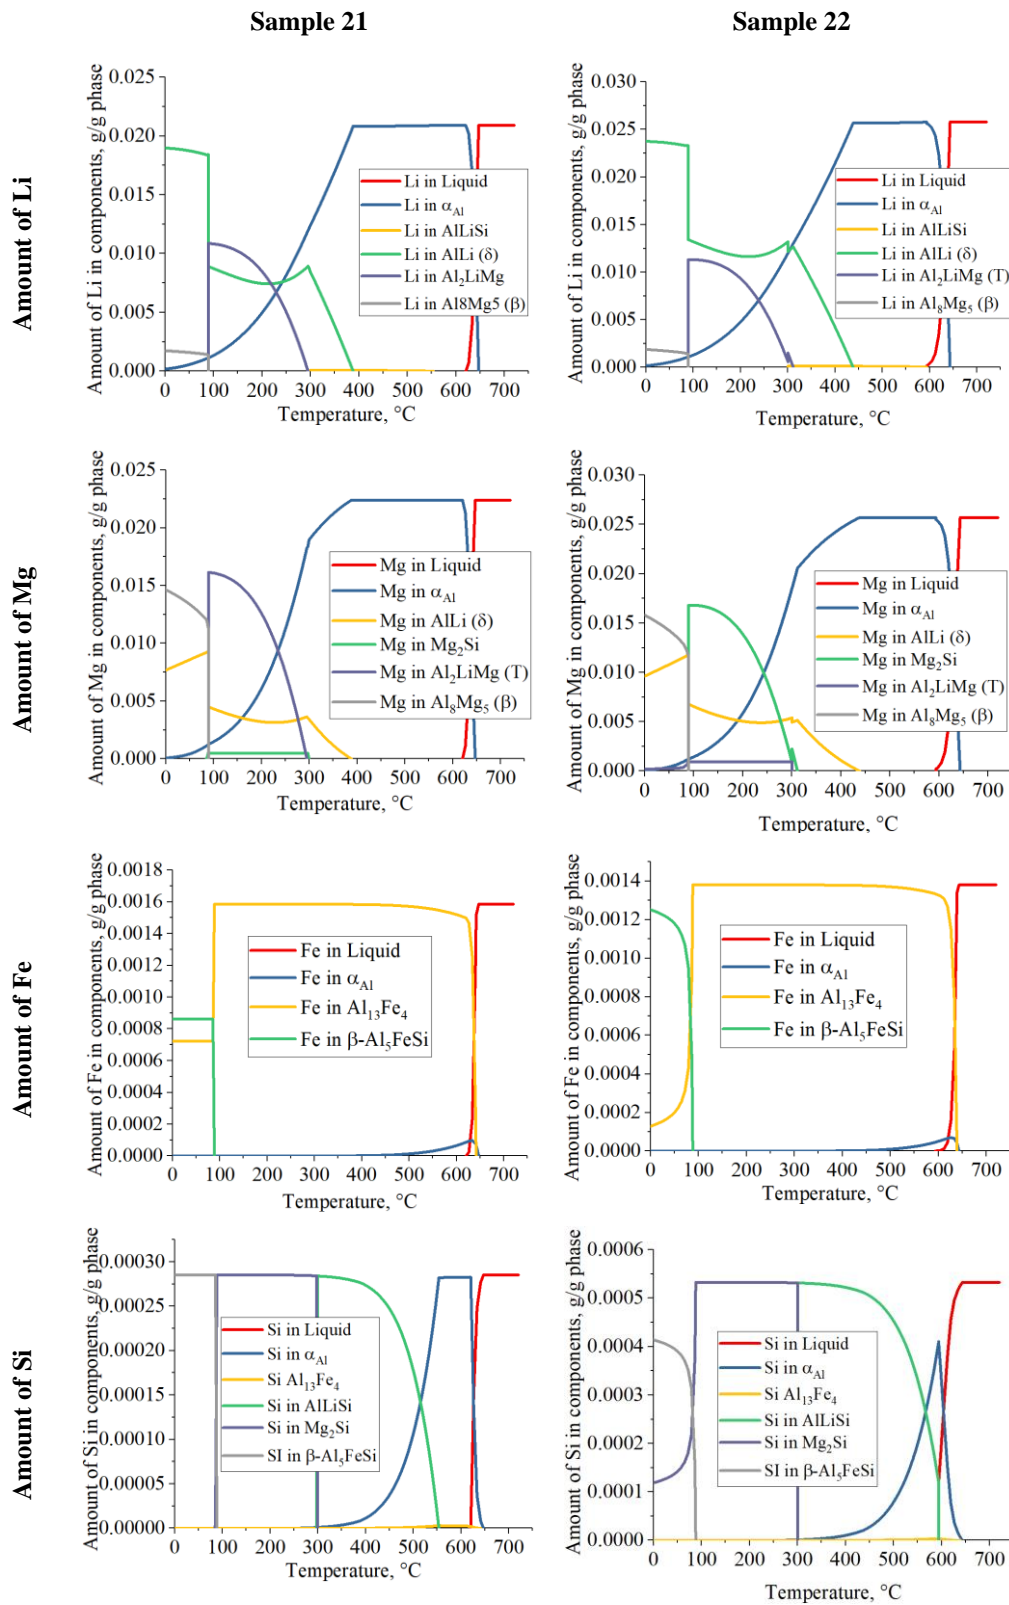 Sample 21
Sample 22
Amount of Li
Amount of Li in components, g/g phase
0.025
0.020
0.015
0.010
0.005
0.000
Li in Liquid
Li in αAl
Li in AlLiSi
Li in AlLi (δ)
Li in Al2LiMg
Li in Al8Mg5 (β)
0 100 200 300 400 500 600 700
Temperature, °C
Amount of Li in components, g/g phase
0.030
0.025
0.020
0.015
0.010
0.005
0.000
Li in Liquid
Li in αAl
Li in AlLiSi
Li in AlLi (δ)
Li in Al2LiMg (T)
Li in Al8Mg5 (β)
0 100 200 300 400 500 600 700
Temperature, °C
Amount of Mg
Amount of Mg in components, g/g phase
0.025
0.020
0.015
0.010
0.005
0.000
Mg in Liquid
Mg in αAl
Mg in AlLi (δ)
Mg in Mg2Si
Mg in Al2LiMg (T)
Mg in Al8Mg5 (β)
0 100 200 300 400 500 600 700
Temperature, °C
Amount of Mg in components, g/g phase
0.030
0.025
0.020
0.015
0.010
0.005
0.000
Mg in Liquid
Mg in αAl
Mg in AlLi (δ)
Mg in Mg2Si
Mg in Al2LiMg (T)
Mg in Al8Mg5 (β)
0 100 200 300 400 500 600 700
Temperature, °C
Amount of Fe
Amount of Fe in components, g/g phase
0.0018
0.0016
0.0014
0.0012
0.0010
0.0008
0.0006
0.0004
0.0002
0.0000
Fe in Liquid
Fe in αAl
Fe in Al13Fe4
Fe in β-Al5FeSi
0 100 200 300 400 500 600 700
Temperature, °C
Amount of Fe in components, g/g phase
0.0014
0.0012
0.0010
0.0008
0.0006
0.0004
0.0002
0.0000
Fe in Liquid
Fe in αAl
Fe in Al13Fe4
Fe in β-Al5FeSi
0 100 200 300 400 500 600 700
Temperature, °C
Amount of Si
Amount of Si in components, g/g phase
0.00030
0.00025
0.00020
0.00015
0.00010
0.00005
0.00000
Si in Liquid
Si in αAl
Si Al13Fe4
Si in AlLiSi
Si in Mg2Si
SI in β-Al5FeSi
0 100 200 300 400 500 600 700
Temperature, °C
Amount of Si in components, g/g phase
0.0006
0.0005
0.0004
0.0003
0.0002
0.0001
0.0000
Si in Liquid
Si in αAl
Si Al13Fe4
Si in AlLiSi
Si in Mg2Si
SI in β-Al5FeSi
0 100 200 300 400 500 600 700
Temperature, °C